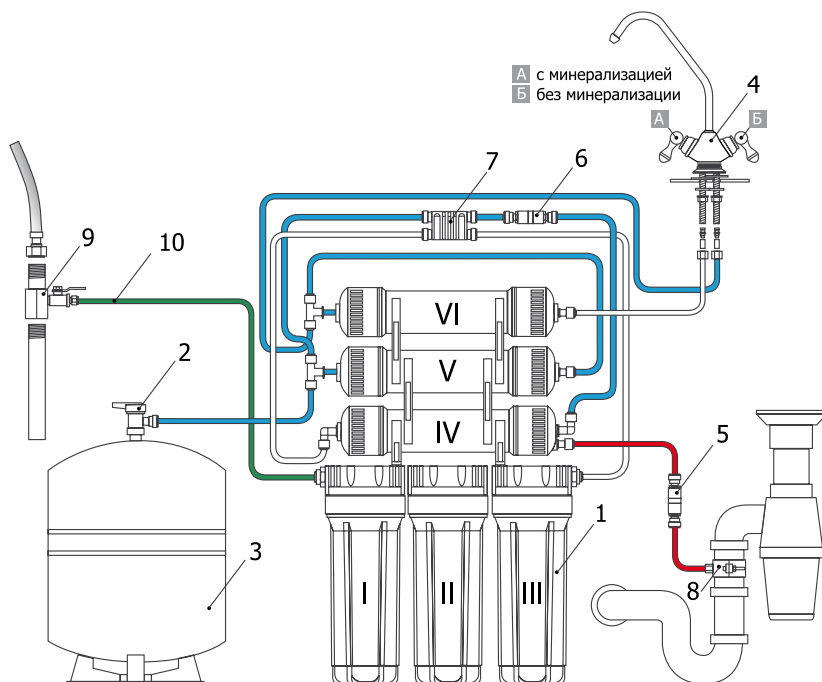 А с минерализацией
Б без минерализации
4
А
Б
7
6
9
10
VI
2
V
IV
5
1
3
I
II
III
8